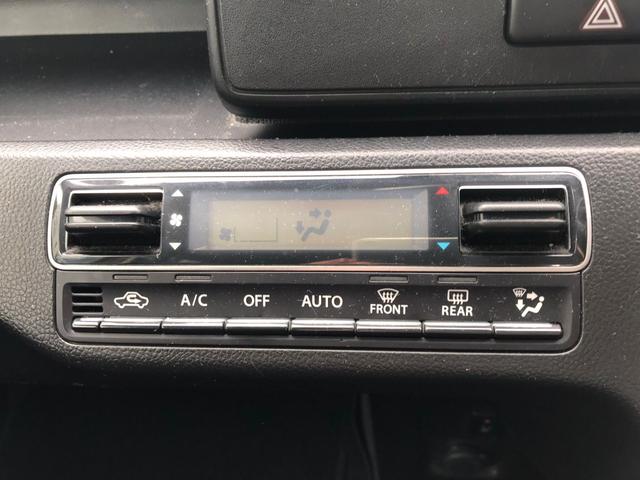 A/C OFF AUTO FRONT REAR